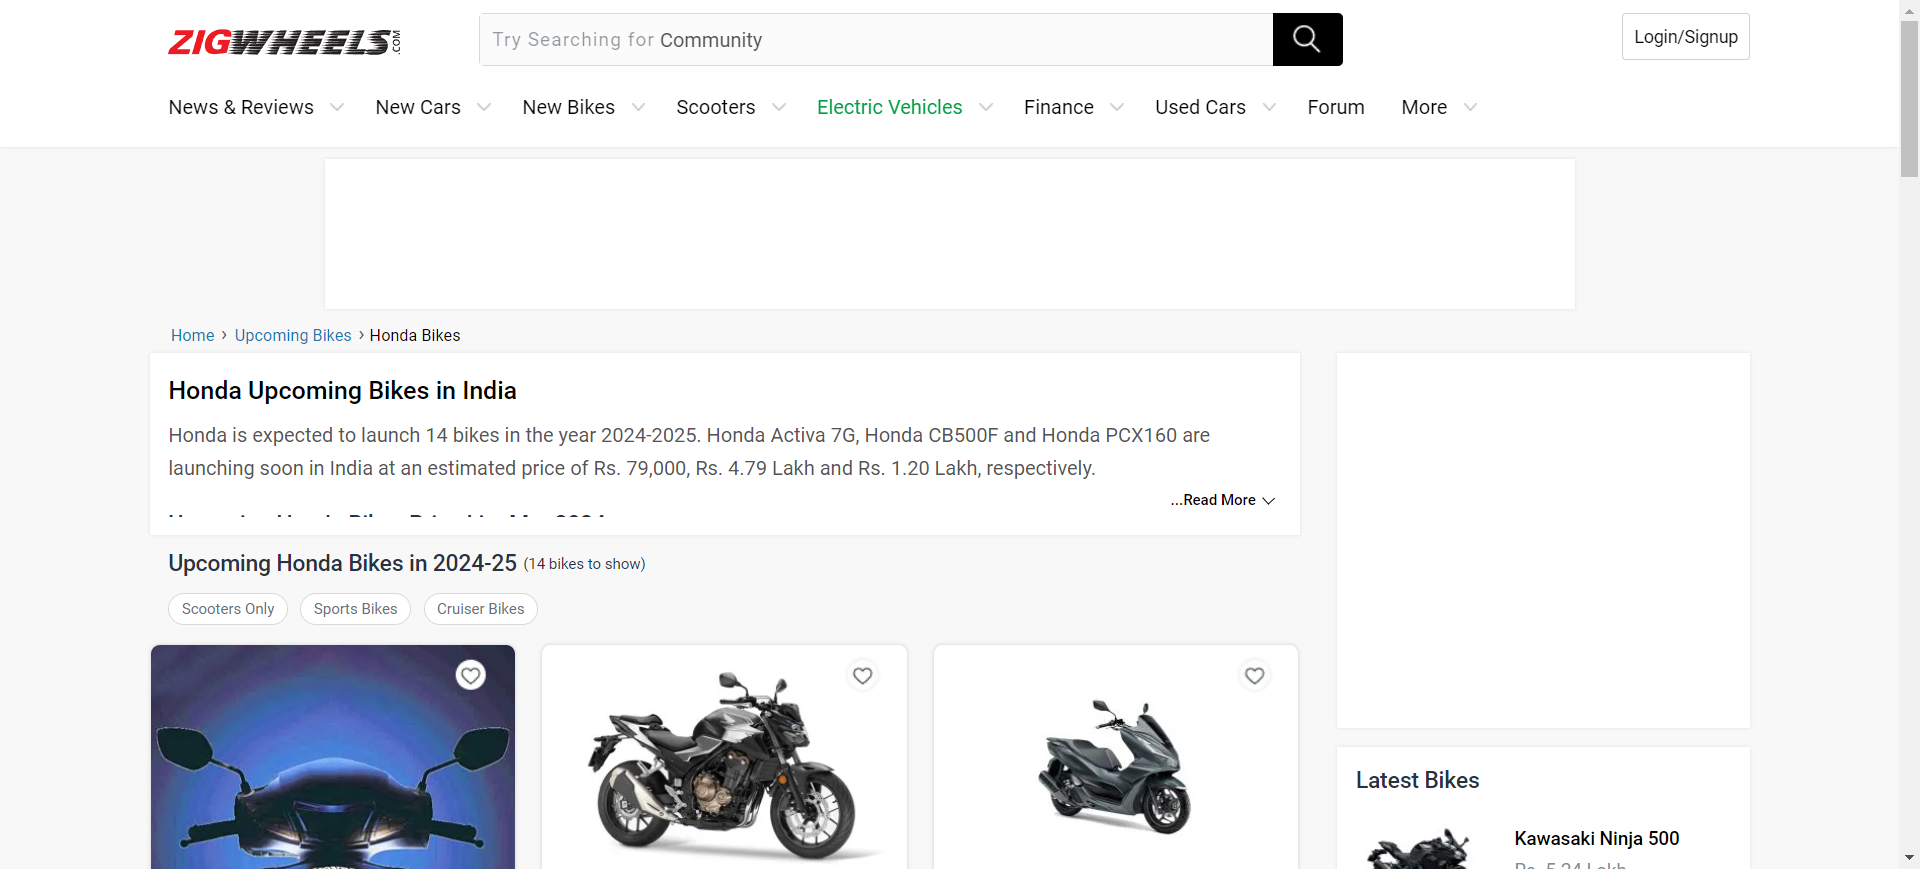 ZIGWHEELS.COM
Try Searching for Community
Login/Signup
News & Reviews New Cars New Bikes Scooters Electric Vehicles Finance Used Cars Forum More
Home › Upcoming Bikes › Honda Bikes
Honda Upcoming Bikes in India
Honda is expected to launch 14 bikes in the year 2024-2025. Honda Activa 7G, Honda CB500F and Honda PCX160 are
launching soon in India at an estimated price of Rs. 79,000, Rs. 4.79 Lakh and Rs. 1.20 Lakh, respectively.
...Read More
Upcoming Honda Bikes in 2024-25 (14 bikes to show)
Scooters Only Sports Bikes Cruiser Bikes
Latest Bikes
Kawasaki Ninja 500
Rs. 5.24 Lakh